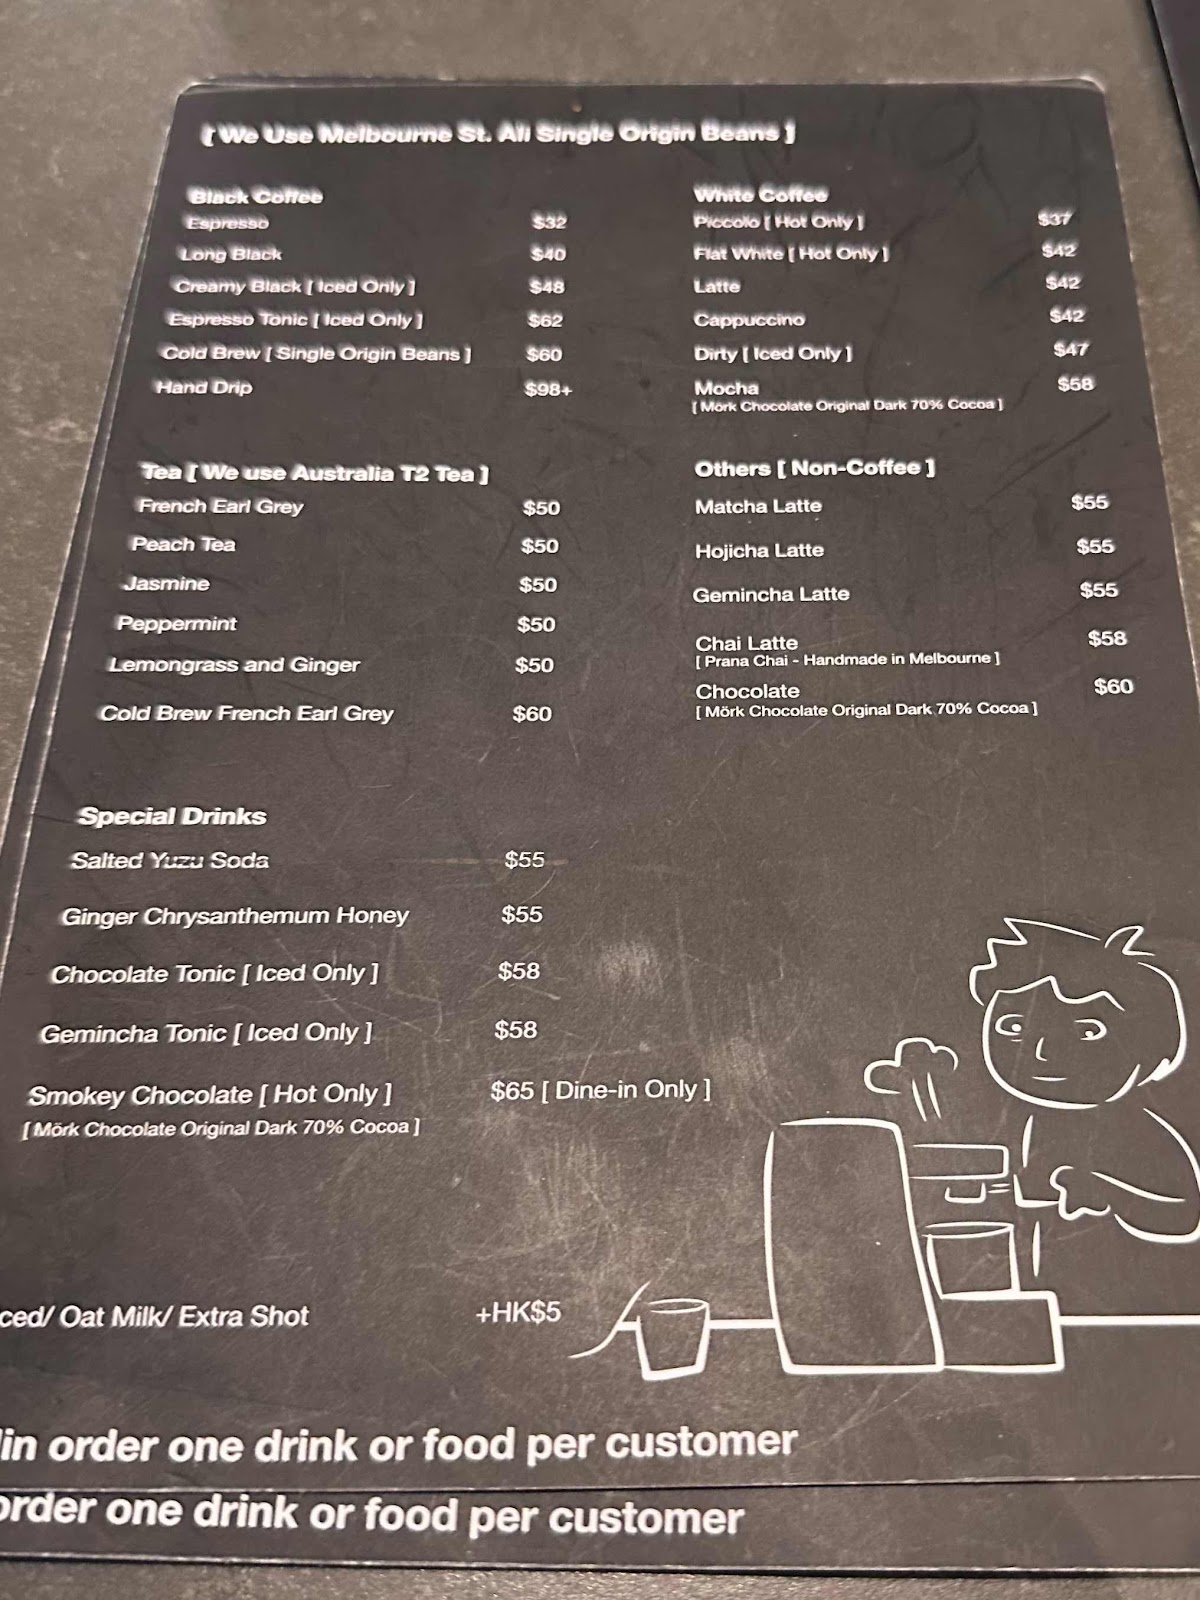 [ We Use Melbourne St. Ali Single Origin Beans ]
Black Coffee
Espresso $32
Long Black $40
Creamy Black [ Iced Only ] $48
Espresso Tonic [ Iced Only ] $62
Cold Brew [ Single Origin Beans ] $60
Hand Drip $98+
White Coffee
Piccolo [ Hot Only ] $37
Flat White [ Hot Only ] $42
Latte $42
Cappuccino $42
Dirty [ Iced Only ] $47
Mocha $58
[ Mörk Chocolate Original Dark 70% Cocoa ]
Tea [ We use Australia T2 Tea ]
French Earl Grey $50
Peach Tea $50
Jasmine $50
Peppermint $50
Lemongrass and Ginger $50
Cold Brew French Earl Grey $60
Others [ Non-Coffee ]
Matcha Latte $55
Hojicha Latte $55
Gemincha Latte $55
Chai Latte $58
[ Prana Chai - Handmade in Melbourne ]
Chocolate $60
[ Mörk Chocolate Original Dark 70% Cocoa ]
Special Drinks
Salted Yuzu Soda $55
Ginger Chrysanthemum Honey $55
Chocolate Tonic [ Iced Only ] $58
Gemincha Tonic [ Iced Only ] $58
Smokey Chocolate [ Hot Only ] $65 [ Dine-in Only ]
[ Mörk Chocolate Original Dark 70% Cocoa ]
ced/ Oat Milk/ Extra Shot +HK$5
in order one drink or food per customer
order one drink or food per customer